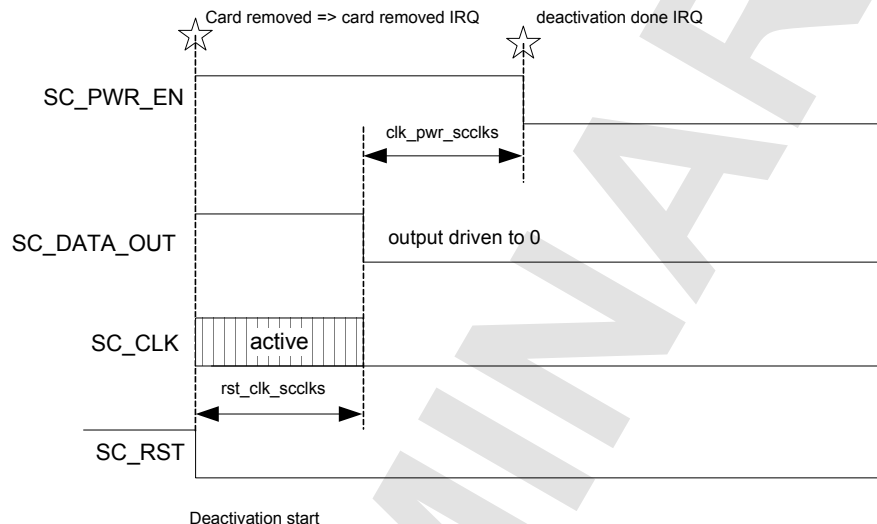 Card removed => card removed IRQ
deactivation done IRQ
SC_PWR_EN
clk_pwr_scclks
SC_DATA_OUT
output driven to 0
SC_CLK
active
rst_clk_scclks
SC_RST
Deactivation start